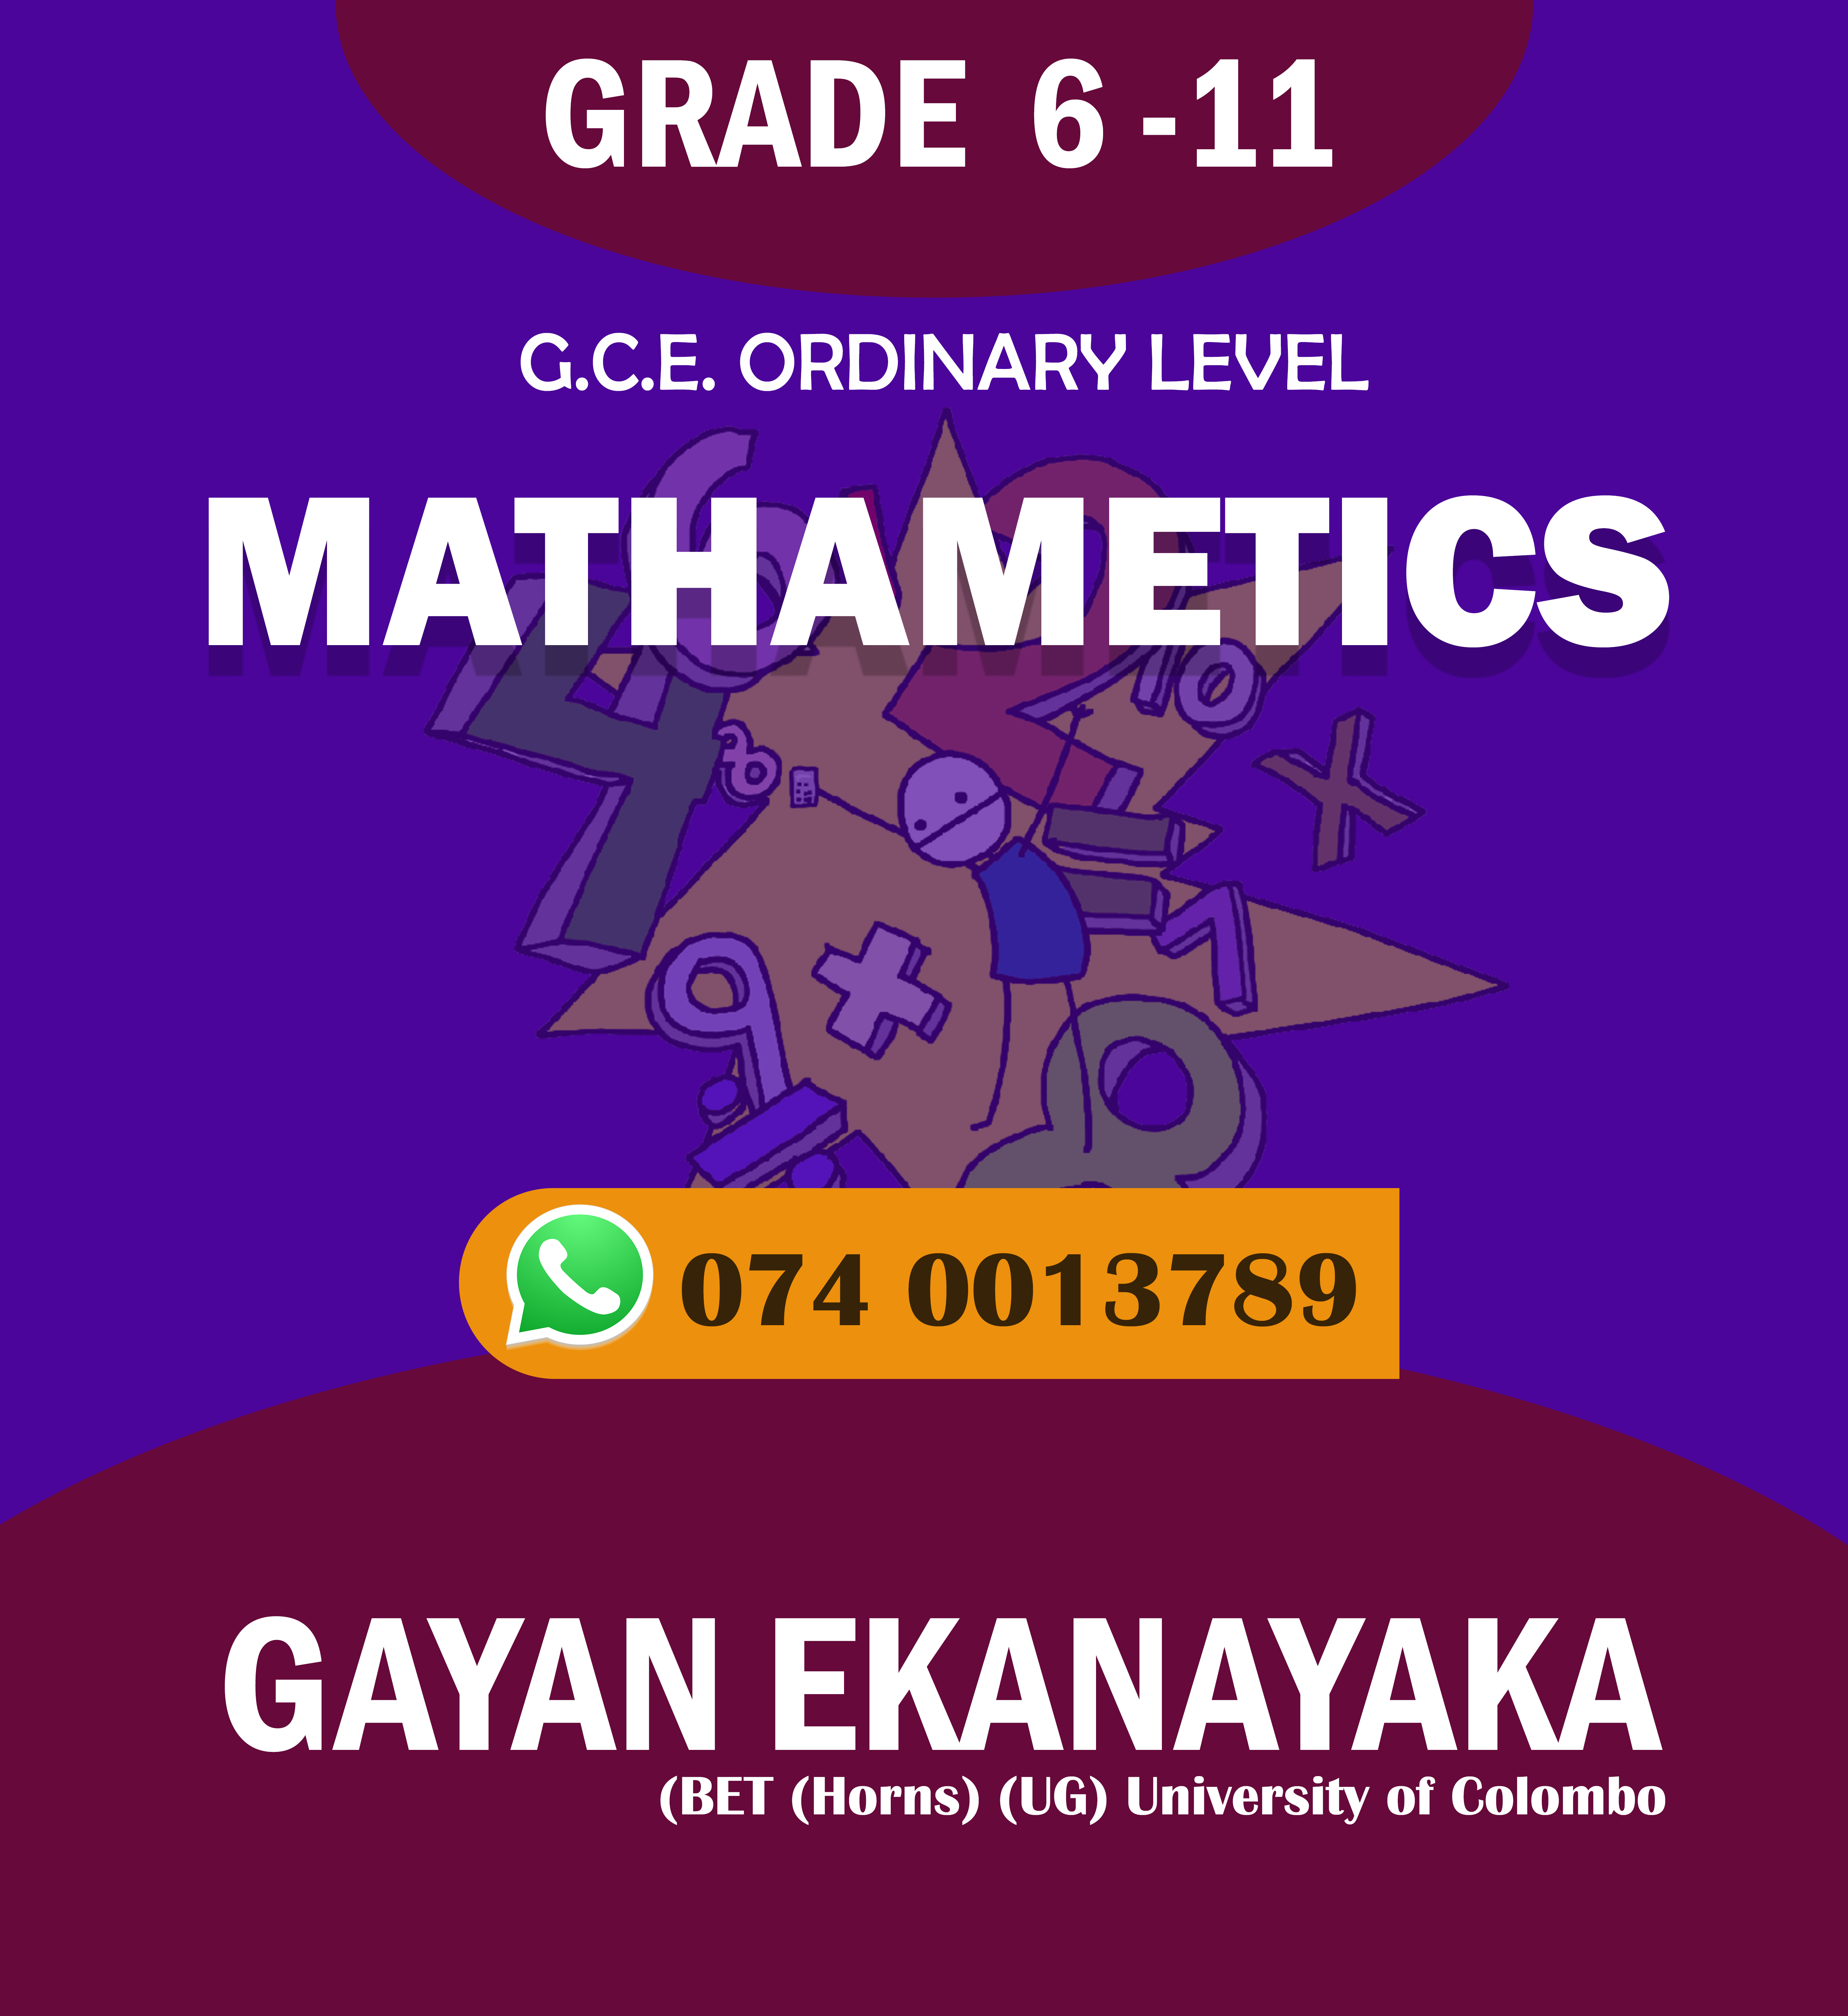 GRADE 6 -11
G.C.E. ORDINARY LEVEL
MATHAMETICS
074 0013789
GAYAN EKANAYAKA
(BET (Horns) (UG) University of Colombo